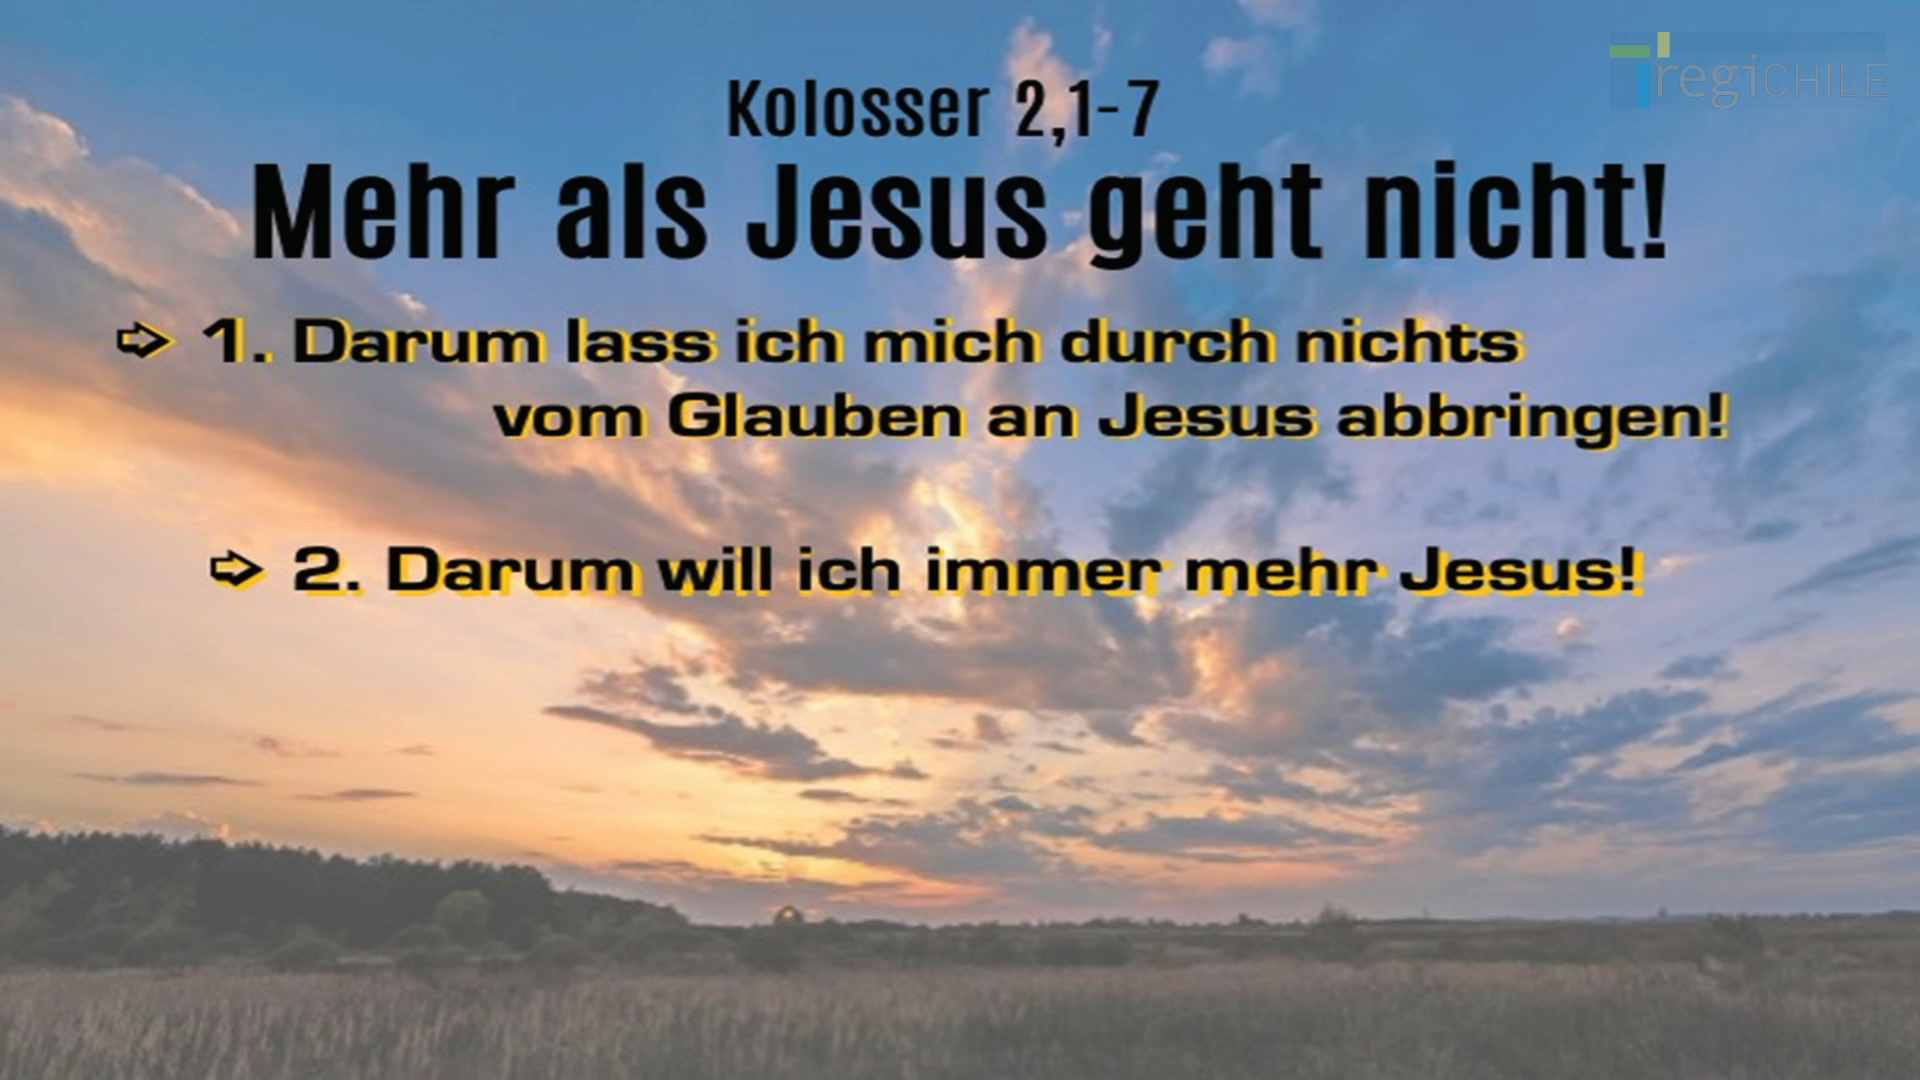 regiCHILE
Kolosser 2,1-7
Mehr als Jesus geht nicht!
➩ 1. Darum lass ich mich durch nichts
vom Glauben an Jesus abbringen!
➩ 2. Darum will ich immer mehr Jesus!